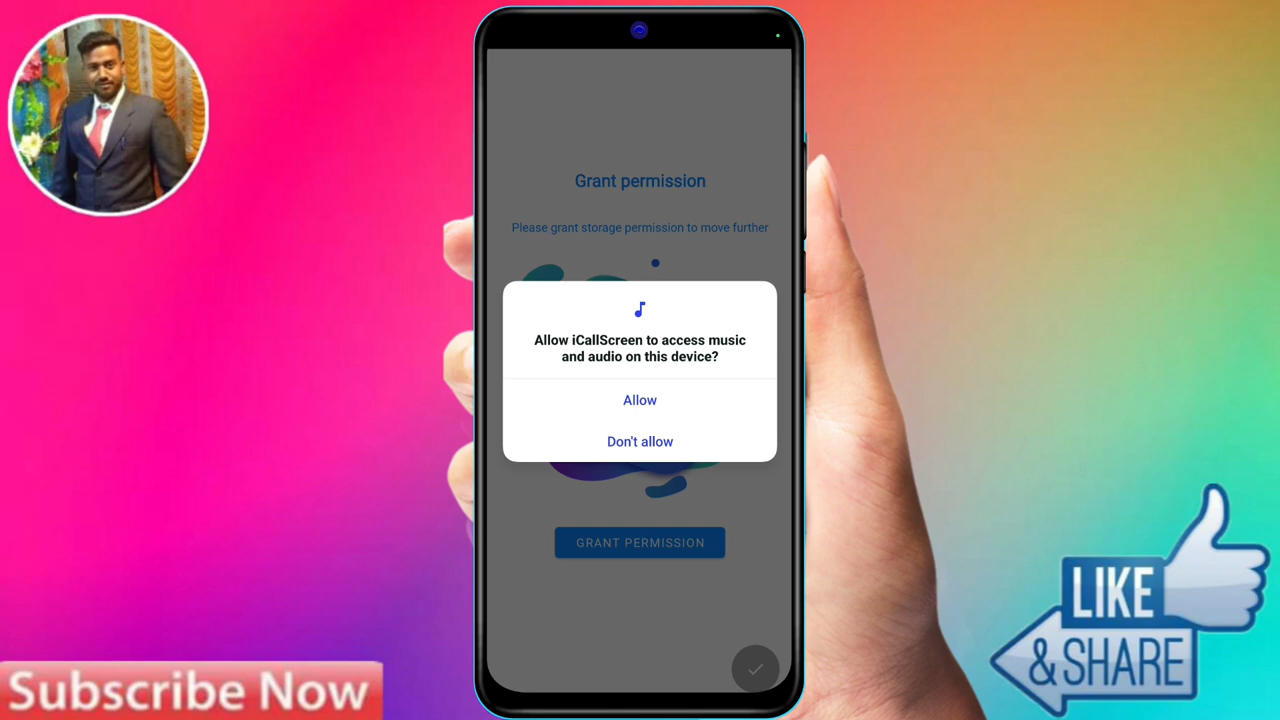 Grant permission
Please grant storage permission to move further
Allow iCallScreen to access music
and audio on this device?
Allow
Don't allow
GRANT PERMISSION
LIKE
& SHARE
Subscribe Now